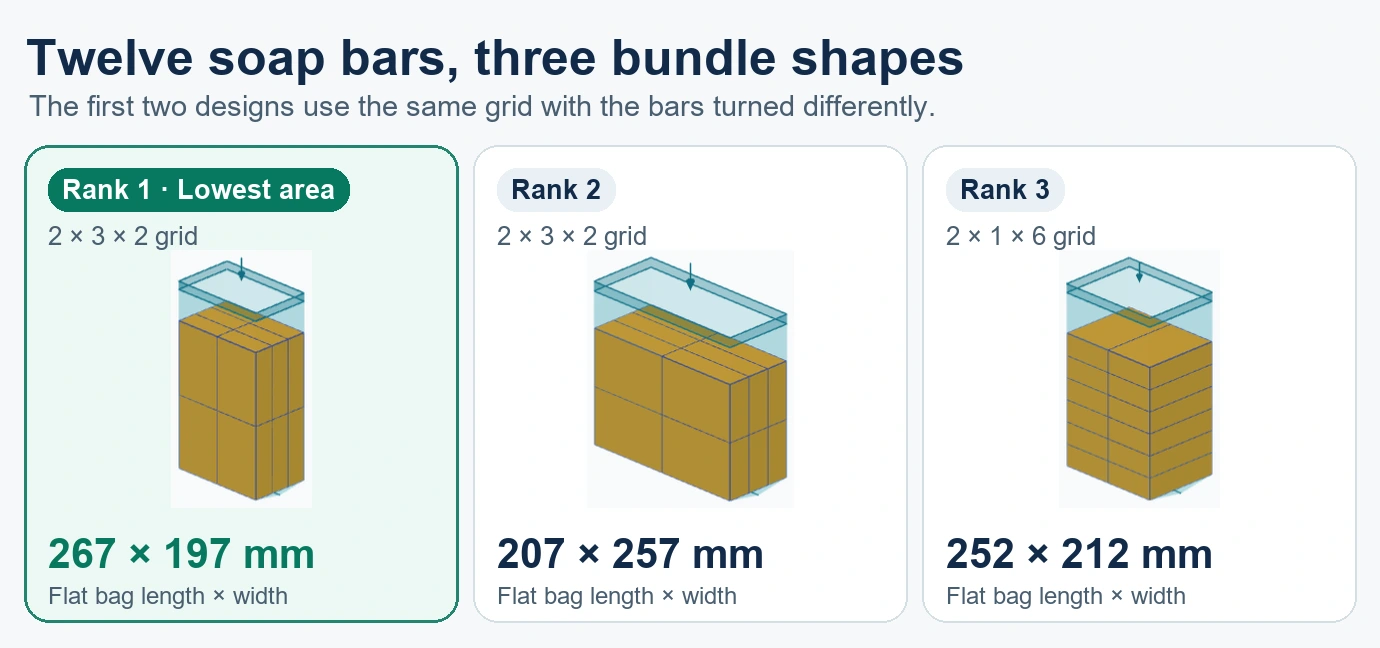 Twelve soap bars, three bundle shapes
The first two designs use the same grid with the bars turned differently.
Rank 1 · Lowest area
2 × 3 × 2 grid
267 × 197 mm
Flat bag length × width
Rank 2
2 × 3 × 2 grid
207 × 257 mm
Flat bag length × width
Rank 3
2 × 1 × 6 grid
252 × 212 mm
Flat bag length × width